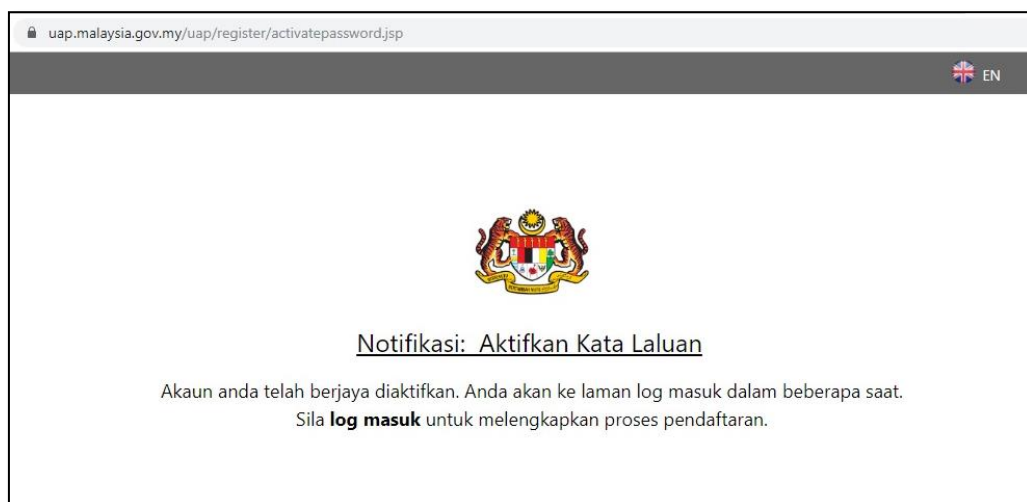 uap.malaysia.gov.my/uap/register/activatepassword.jsp
EN
Notifikasi: Aktifkan Kata Laluan
Akaun anda telah berjaya diaktifkan. Anda akan ke laman log masuk dalam beberapa saat.
Sila log masuk untuk melengkapkan proses pendaftaran.